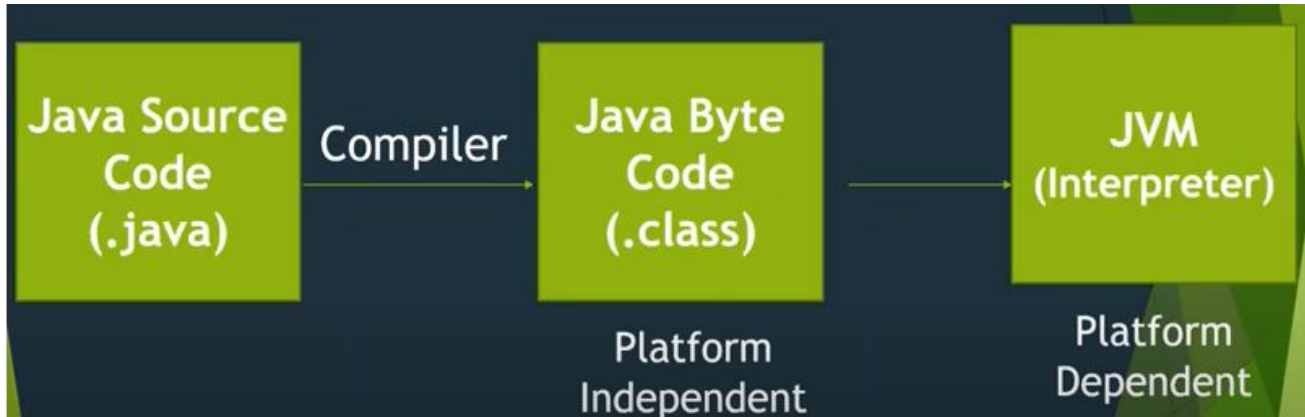 Java Source
Code
(.java)
Compiler
Java Byte
Code
(.class)
Platform
Independent
JVM
(Interpreter)
Platform
Dependent